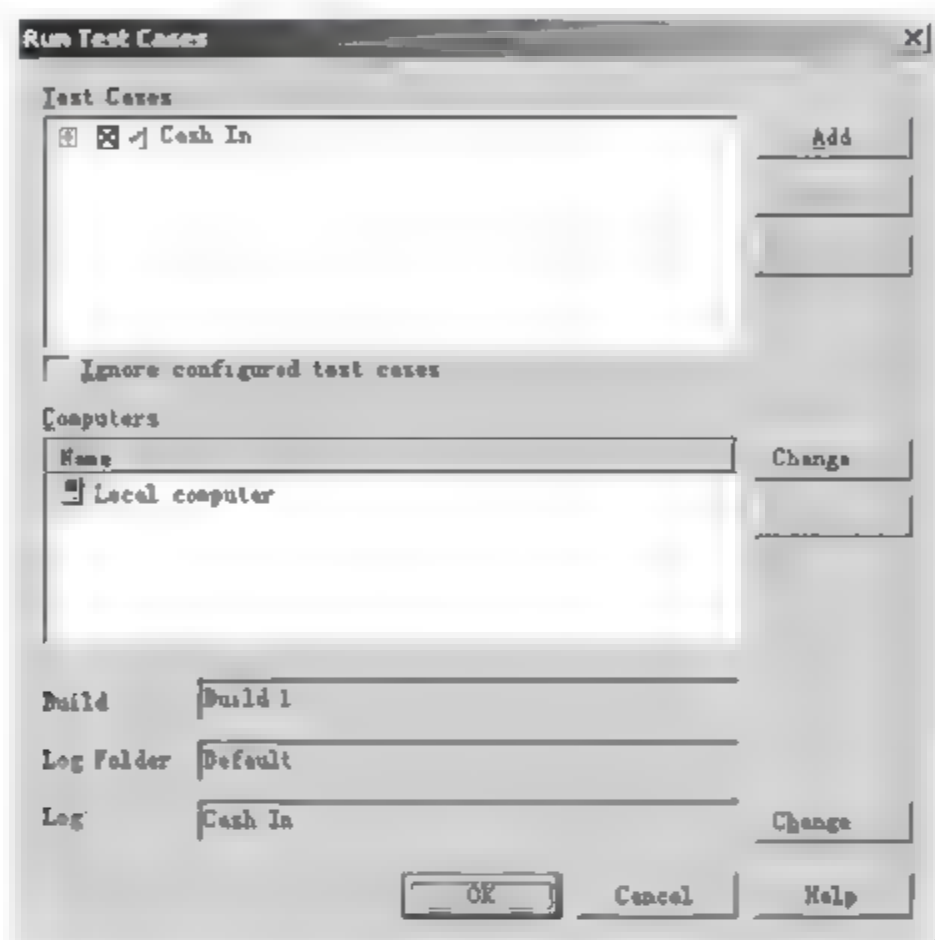 Run Test Cases
Test Cases
Cash In
Add
Ignore configured test cases
Computers
Name
Change
Local computer
Build
Build 1
Log Folder
Default
Log
Cash In
Change
OK
Cancel
Help